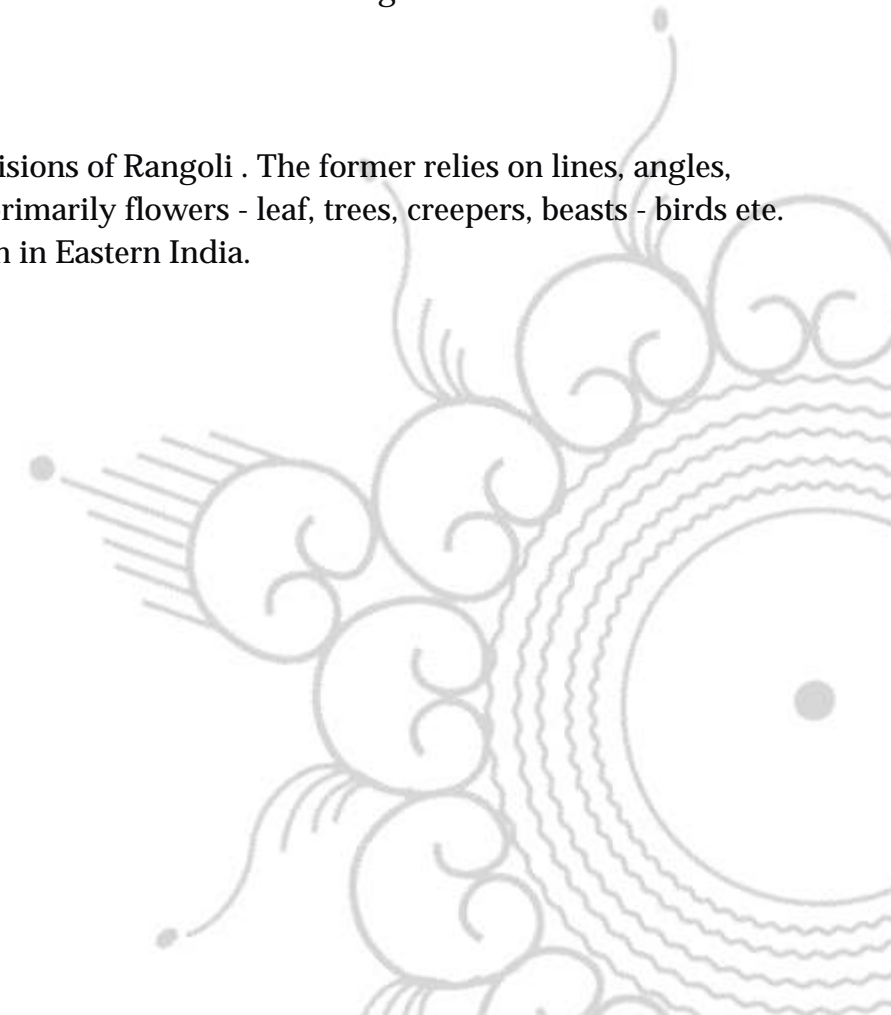 isions of Rangoli . The former relies on lines, angles,
rimarily flowers - leaf, trees, creepers, beasts - birds ete.
n in Eastern India.